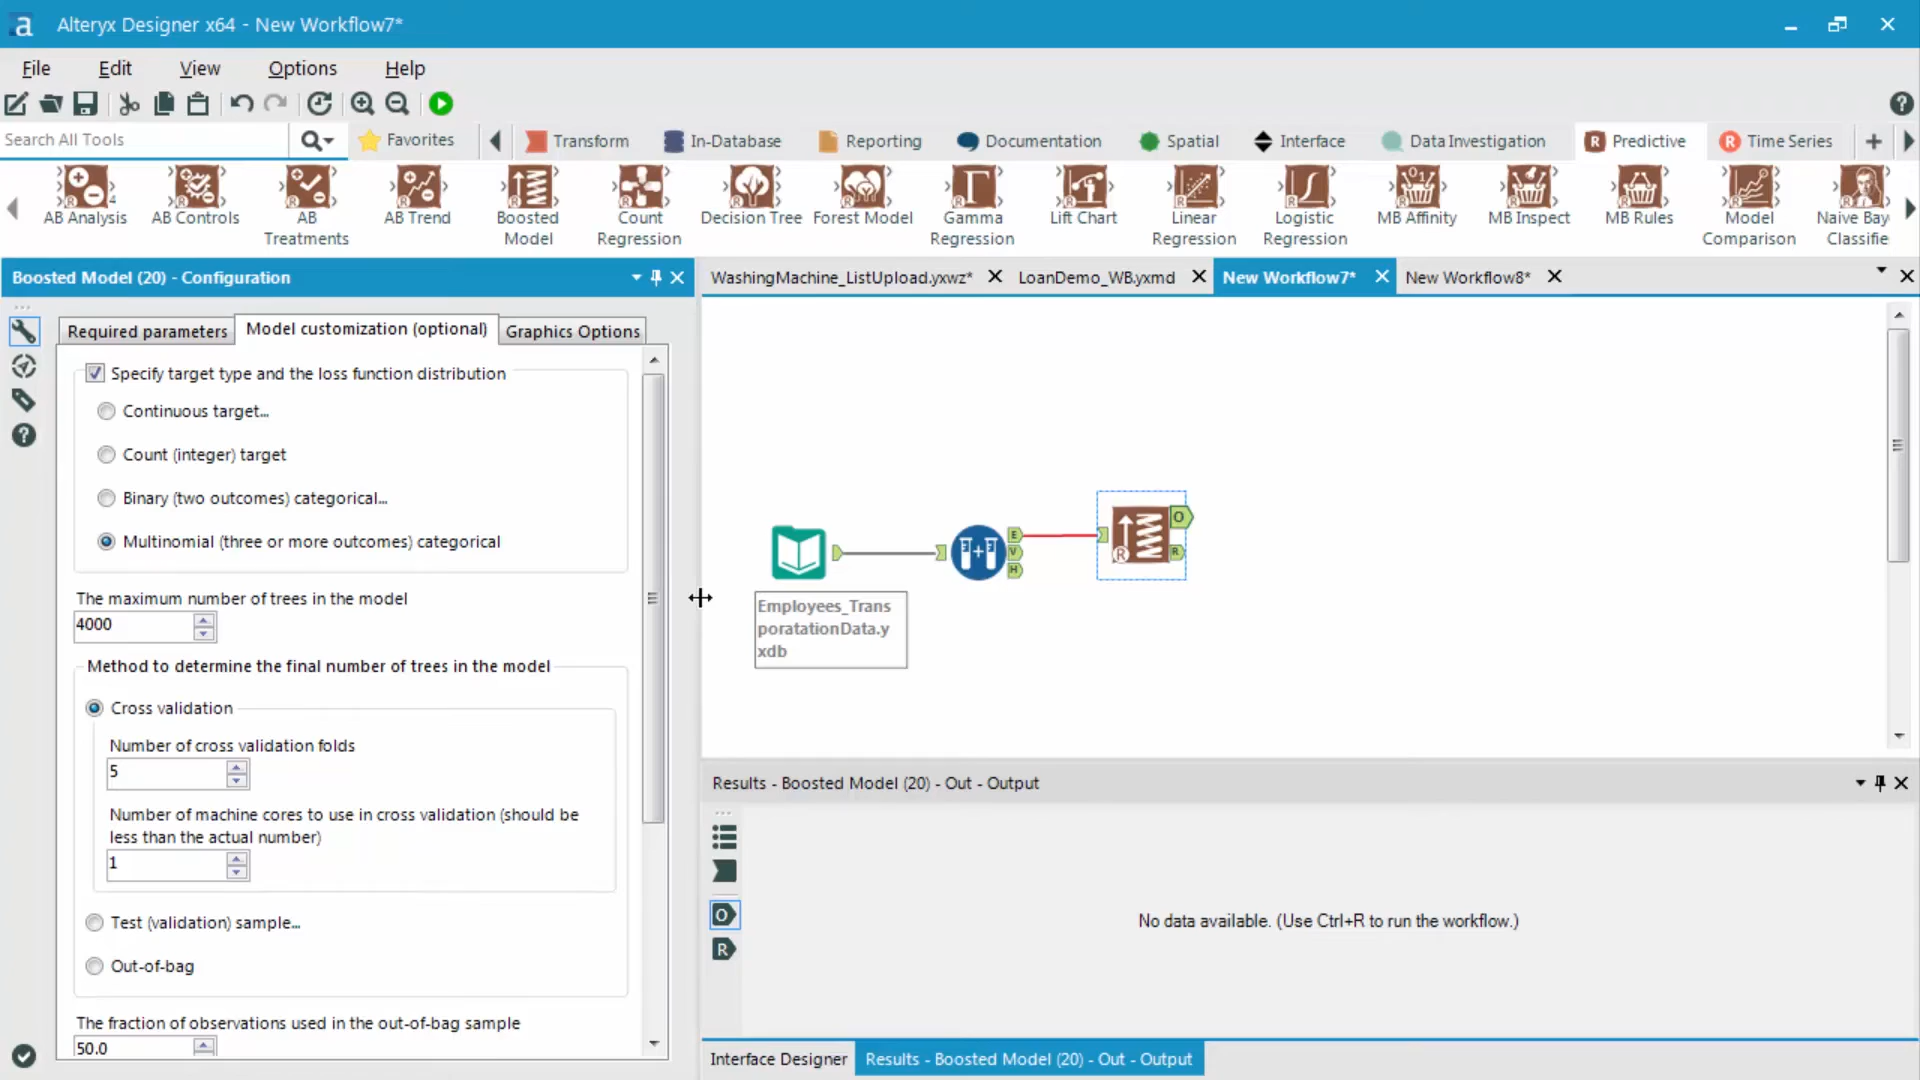 Alteryx Designer x64 - New Workflow7*
File Edit View Options Help
Search All Tools
Favorites Transform In-Database Reporting Documentation Spatial Interface Data Investigation Predictive Time Series
AB Analysis AB Controls AB AB Trend Boosted Count Decision Tree Forest Model Gamma Lift Chart Linear Logistic MB Affinity MB Inspect MB Rules Model Naive Bay
Treatments Model Regression Regression Regression Regression Comparison Classifie
Boosted Model (20) - Configuration
WashingMachine_ListUpload.yxwz* LoanDemo_WB.yxmd New Workflow7* New Workflow8*
Required parameters Model customization (optional) Graphics Options
Specify target type and the loss function distribution
Continuous target...
Count (integer) target
Binary (two outcomes) categorical...
Multinomial (three or more outcomes) categorical
The maximum number of trees in the model
4000
Method to determine the final number of trees in the model
Cross validation
Number of cross validation folds
5
Number of machine cores to use in cross validation (should be
less than the actual number)
1
Test (validation) sample...
Out-of-bag
The fraction of observations used in the out-of-bag sample
50.0
E
V
H
O
R
R
Employees_Trans
poratationData.y
xdb
Results - Boosted Model (20) - Out - Output
O
R
No data available. (Use Ctrl+R to run the workflow.)
Interface Designer Results - Boosted Model (20) - Out - Output